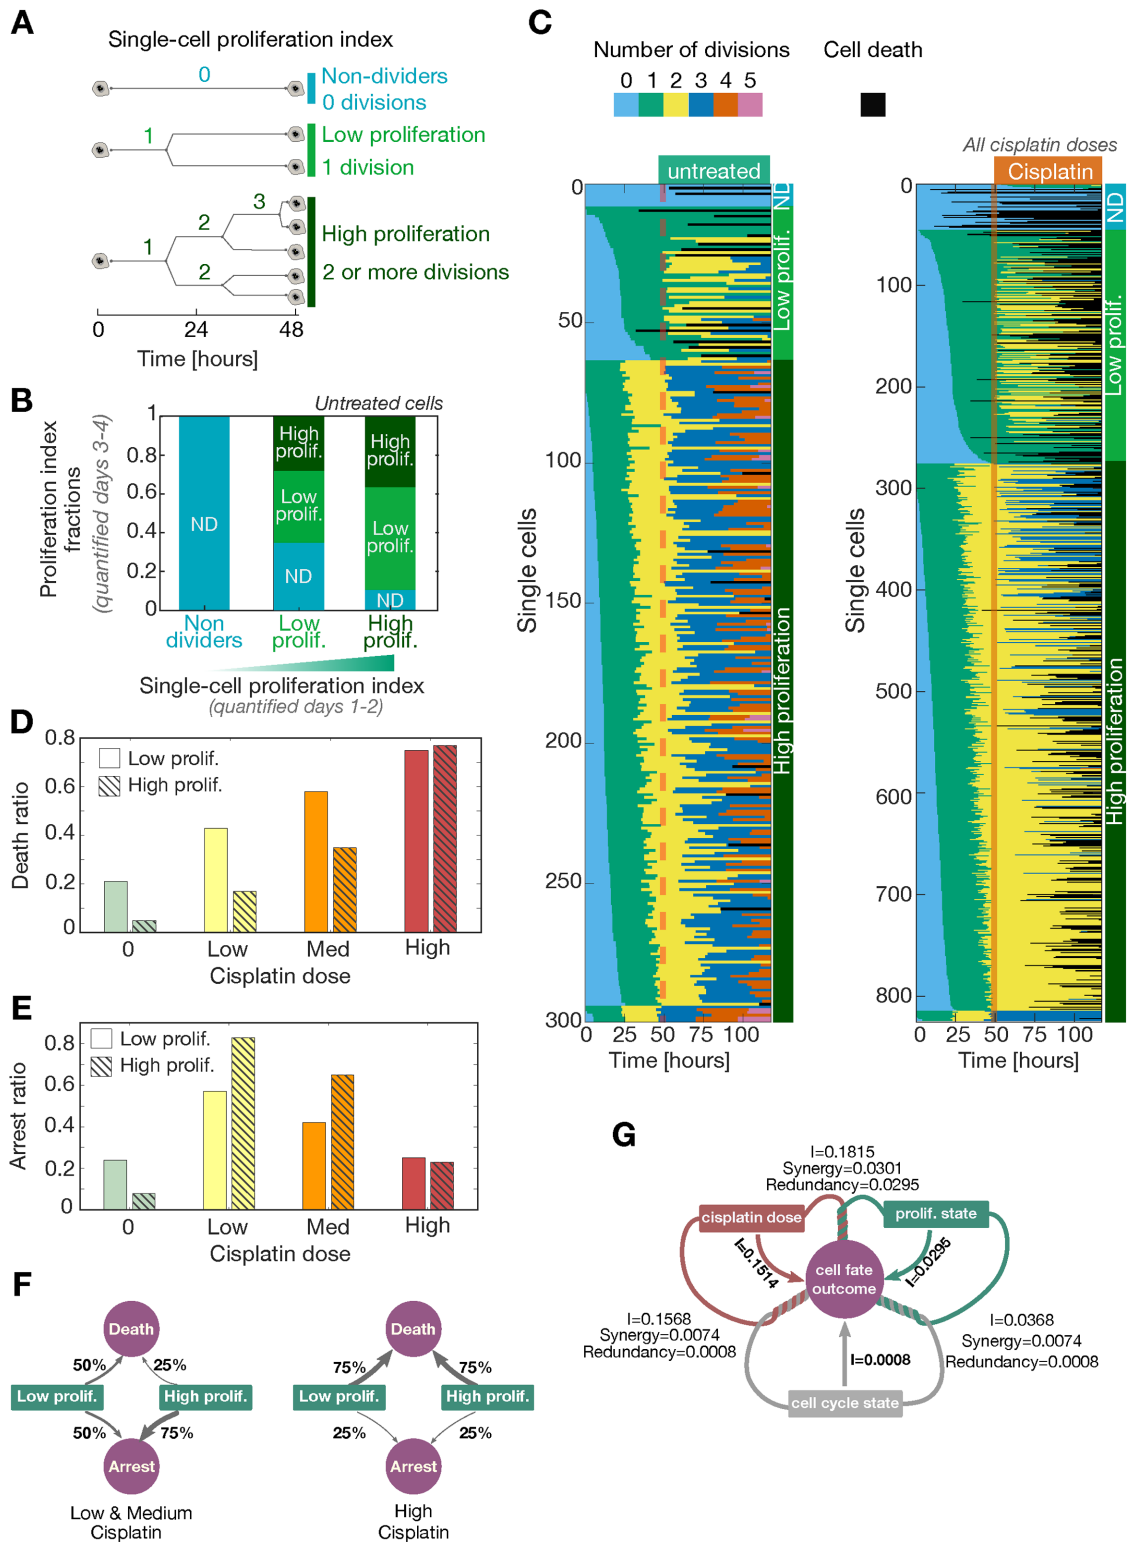 A
Single-cell proliferation index
0
Non-dividers
0 divisions
1
Low proliferation
1 division
3
2
1
High proliferation
2
2 or more divisions
0
24
48
Time [hours]
B
Untreated cells
Proliferation index
fractions
(quantified days 3-4)
1
0.8
0.6
0.4
0.2
0
ND
High
prolif.
Low
prolif.
ND
High
prolif.
Low
prolif.
ND
Non
dividers
Low
prolif.
High
prolif.
Single-cell proliferation index
(quantified days 1-2)
C
Number of divisions
Cell death
0 1 2 3 4 5
untreated
0
50
100
150
200
250
300
Single cells
ND
Low prolif.
High proliferation
0 25 50 75 100
Time [hours]
All cisplatin doses
Cisplatin
0
100
200
300
400
500
600
700
800
Single cells
ND
Low prolif.
High proliferation
0 25 50 75 100
Time [hours]
D
Death ratio
0.8
0.6
0.4
0.2
0
Low prolif.
High prolif.
0 Low Med High
Cisplatin dose
E
Arrest ratio
0.8
0.6
0.4
0.2
0
Low prolif.
High prolif.
0 Low Med High
Cisplatin dose
F
Death
50% 25%
Low prolif. High prolif.
50% 75%
Arrest
Low & Medium
Cisplatin
Death
75% 75%
Low prolif. High prolif.
25% 25%
Arrest
High
Cisplatin
G
I=0.1815
Synergy=0.0301
Redundancy=0.0295
cisplatin dose
prolif. state
I=0.1514
I=0.0295
cell fate
outcome
I=0.1568
Synergy=0.0074
Redundancy=0.0008
I=0.0368
Synergy=0.0074
Redundancy=0.0008
I=0.0008
cell cycle state